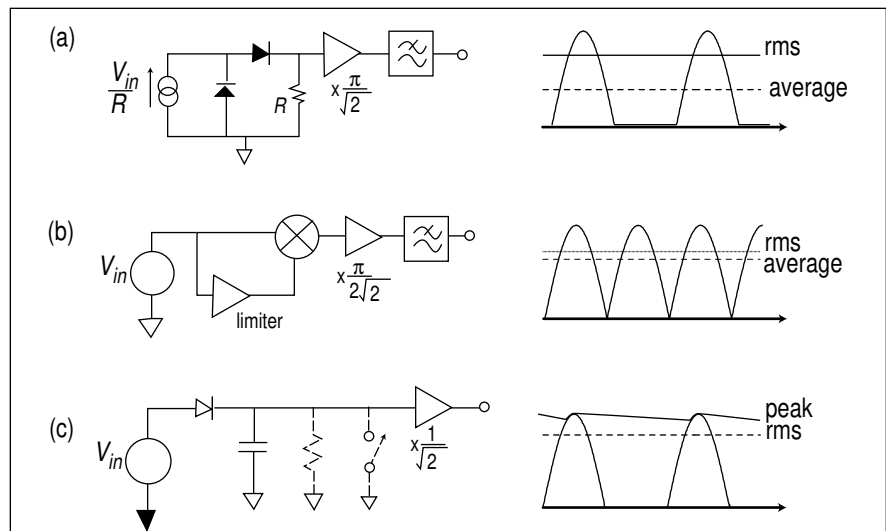 (a)
V_in/R
R
x π/√2
rms
average
(b)
V_in
limiter
x π/2√2
rms
average
(c)
V_in
x 1/√2
peak
rms